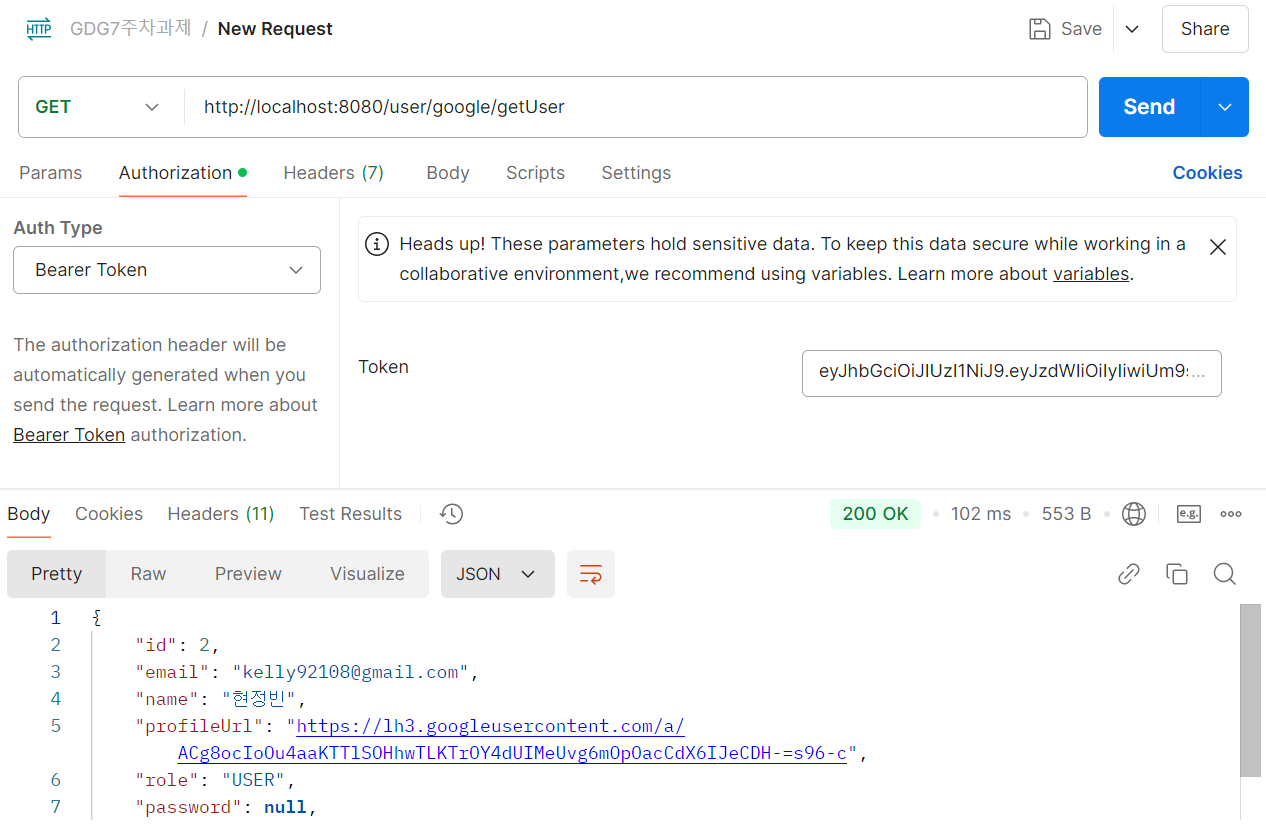 HTTP GDG7주차과제 / New Request Save Share
GET http://localhost:8080/user/google/getUser Send
Params Authorization Headers (7) Body Scripts Settings Cookies
Auth Type
Bearer Token
The authorization header will be
automatically generated when you
send the request. Learn more about
Bearer Token authorization.
Heads up! These parameters hold sensitive data. To keep this data secure while working in a
collaborative environment,we recommend using variables. Learn more about variables.
Token eyJhbGciOiJIUzI1NiJ9.eyJzdWIiOiIyIiwiUm9...
Body Cookies Headers (11) Test Results 200 OK 102 ms 553 B e.g.
Pretty Raw Preview Visualize JSON
1 {
2 "id": 2,
3 "email": "kelly92108@gmail.com",
4 "name": "현정빈",
5 "profileUrl": "https://lh3.googleusercontent.com/a/
ACg8ocIoOu4aaKTTlSOHhwTLKTrOY4dUIMeUvg6mOpOacCdX6IJeCDH-=s96-c",
6 "role": "USER",
7 "password": null,